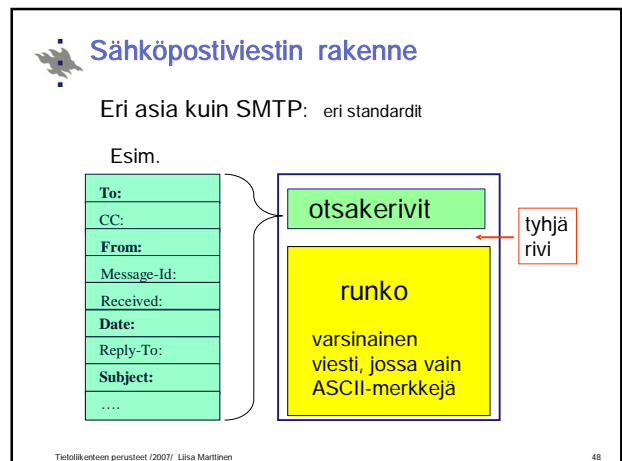 Sähköpostiviestin rakenne
Eri asia kuin SMTP: eri standardit
Esim.
To:
CC:
From:
Message-Id:
Received:
Date:
Reply-To:
Subject:
....
otsakerivit
tyhjä
rivi
runko
varsinainen
viesti, jossa vain
ASCII-merkkejä
Tietoliikenteen perusteet /2007/ Liisa Marttinen
48